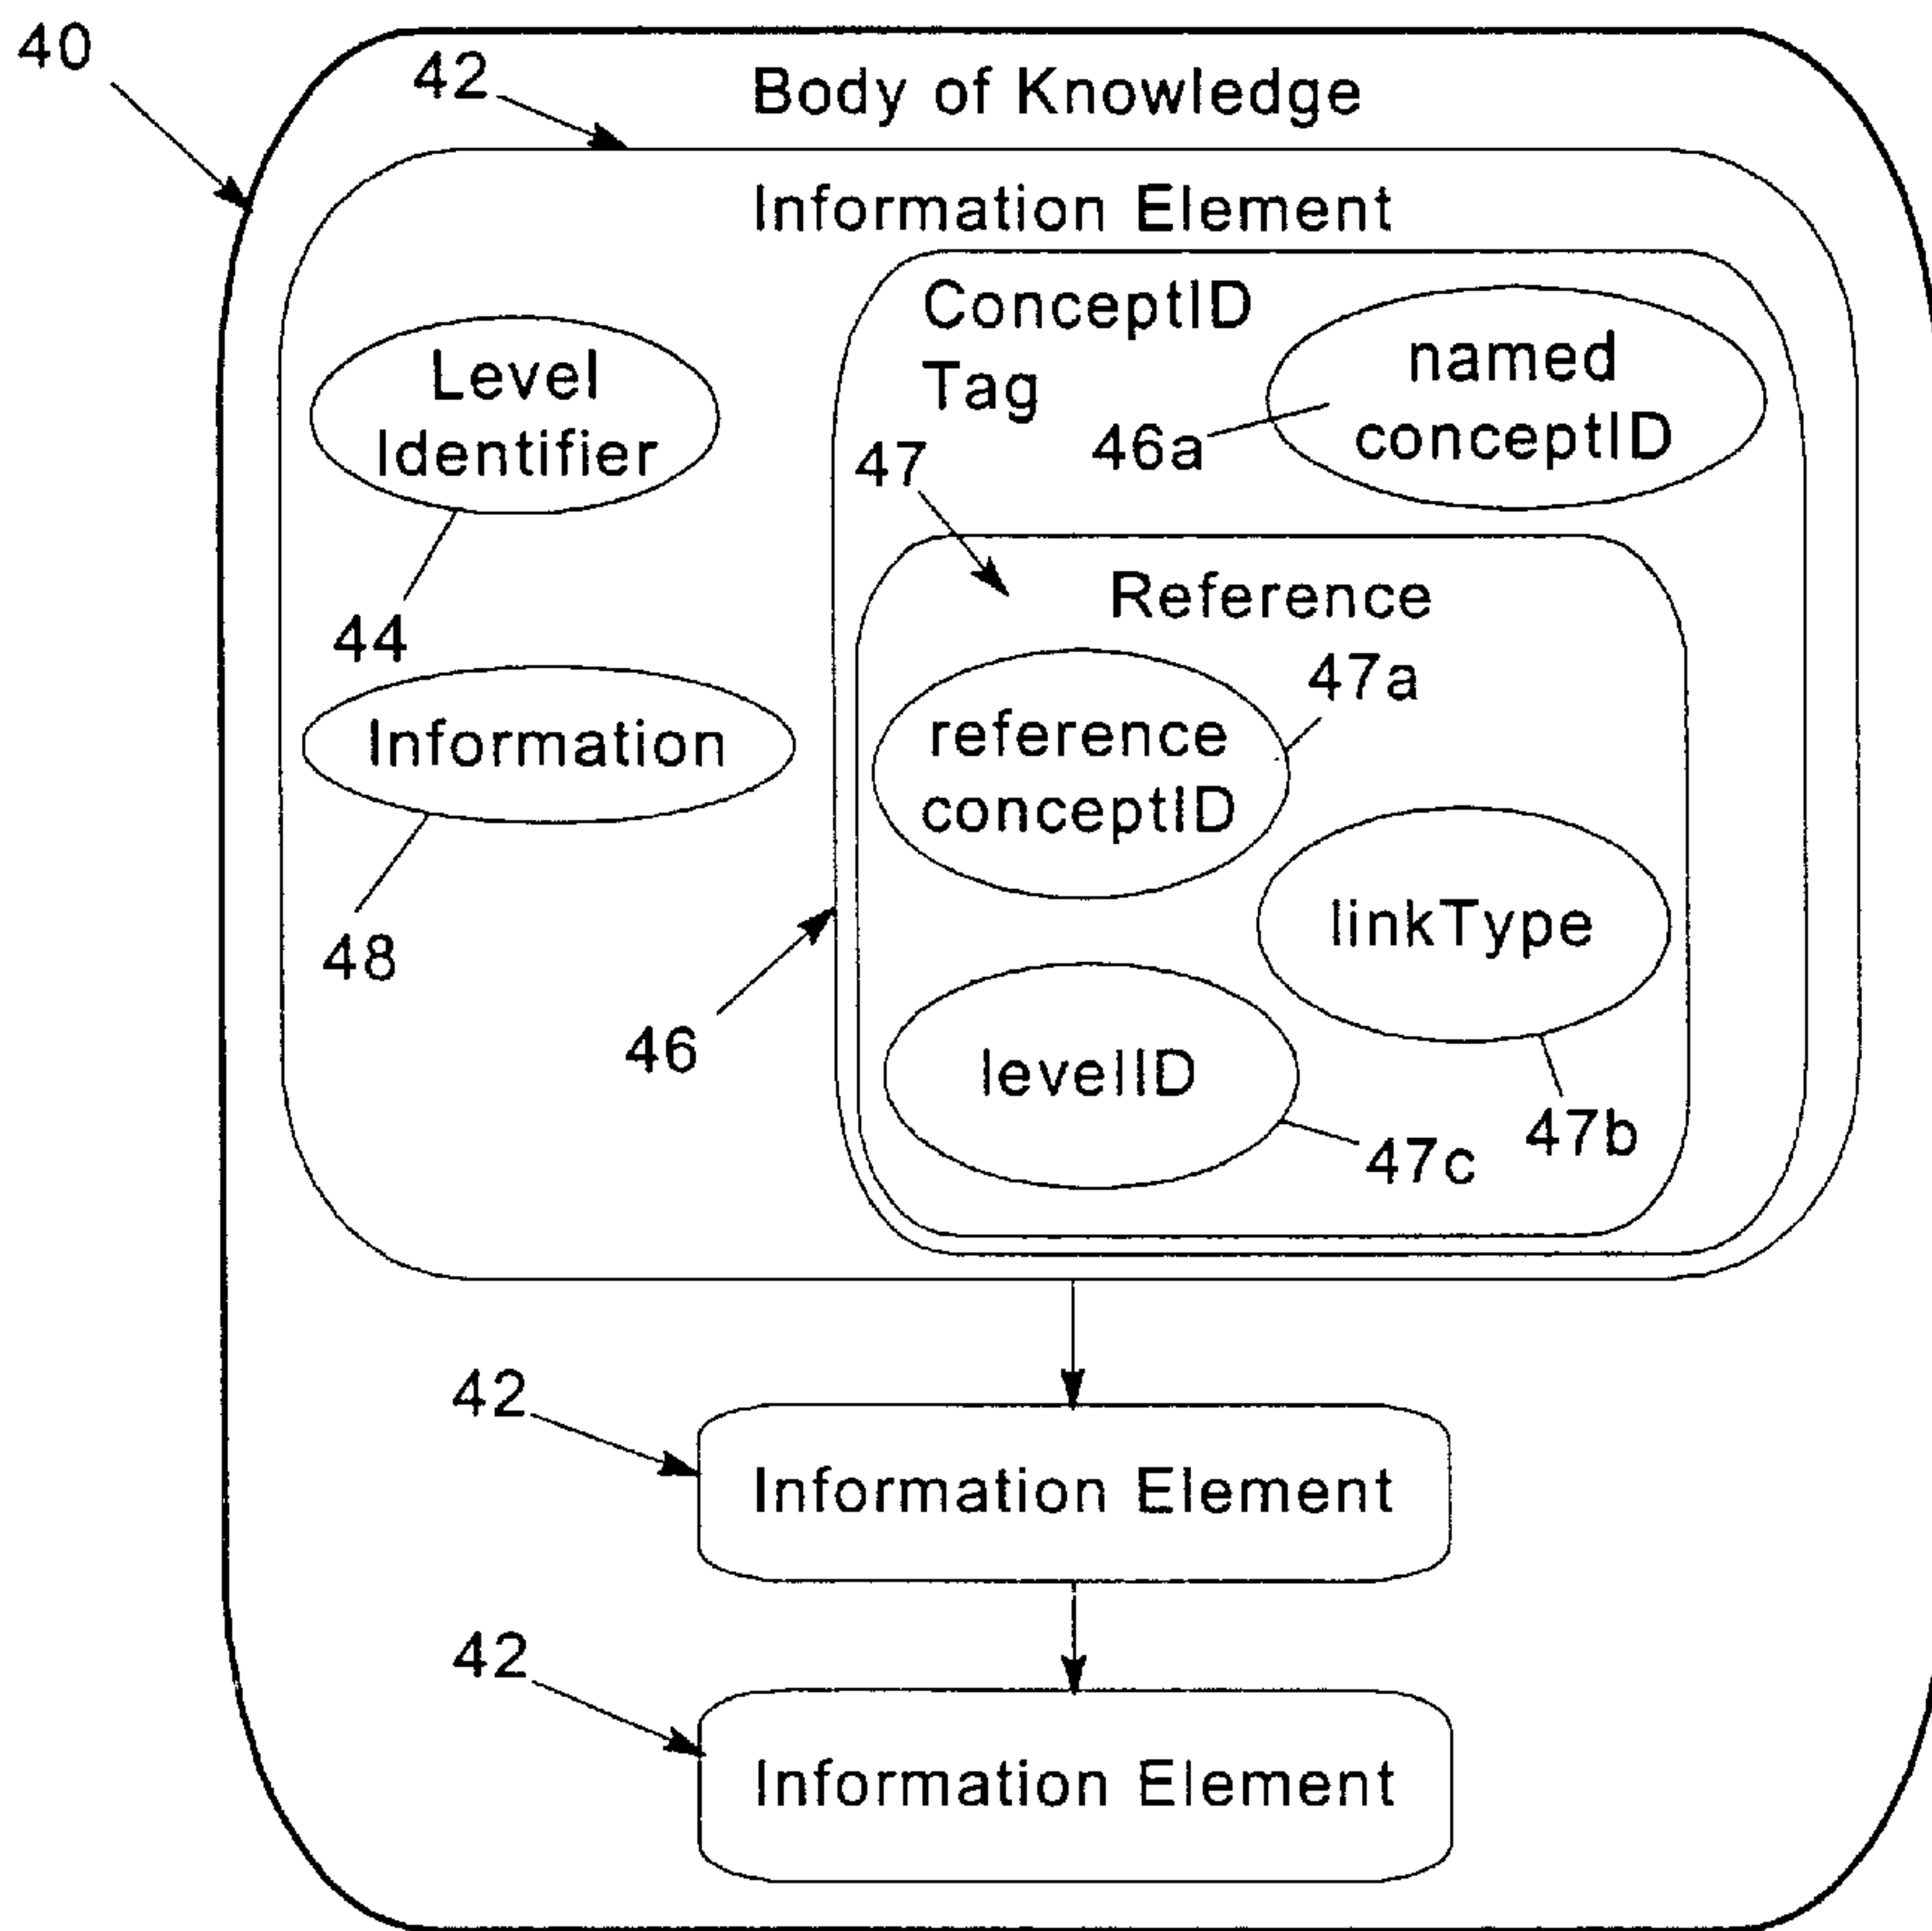 40
42
Body of Knowledge
Information Element
ConceptID
Tag
named
conceptID
46a
Level
Identifier
44
47
Reference
47a
reference
conceptID
Information
48
linkType
47b
46
levelID
47c
42
Information Element
42
Information Element